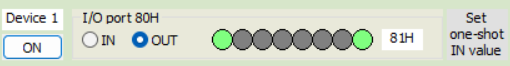 Device 1
ON
I/O port 80H
IN OUT 81H
Set
one-shot
IN value